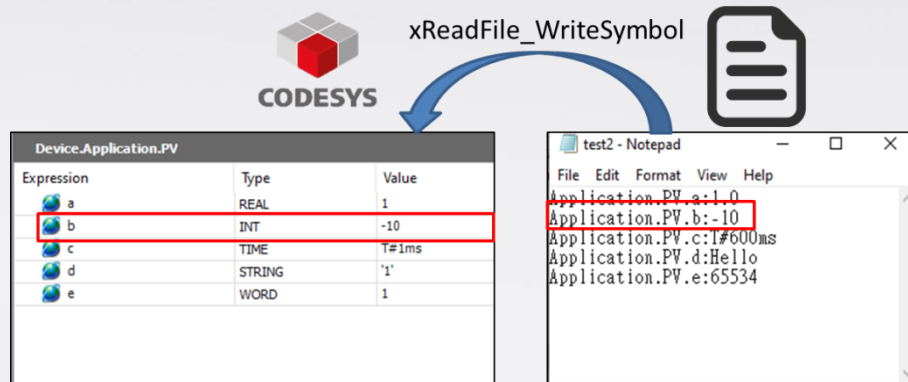 xReadFile_WriteSymbol
CODESYS
Device.Application.PV
Expression Type Value
a REAL 1
b INT -10
c TIME T#1ms
d STRING '1'
e WORD 1
test2 - Notepad
File Edit Format View Help
Application.PV.a:1.0
Application.PV.b:-10
Application.PV.c:T#600ms
Application.PV.d:Hello
Application.PV.e:65534